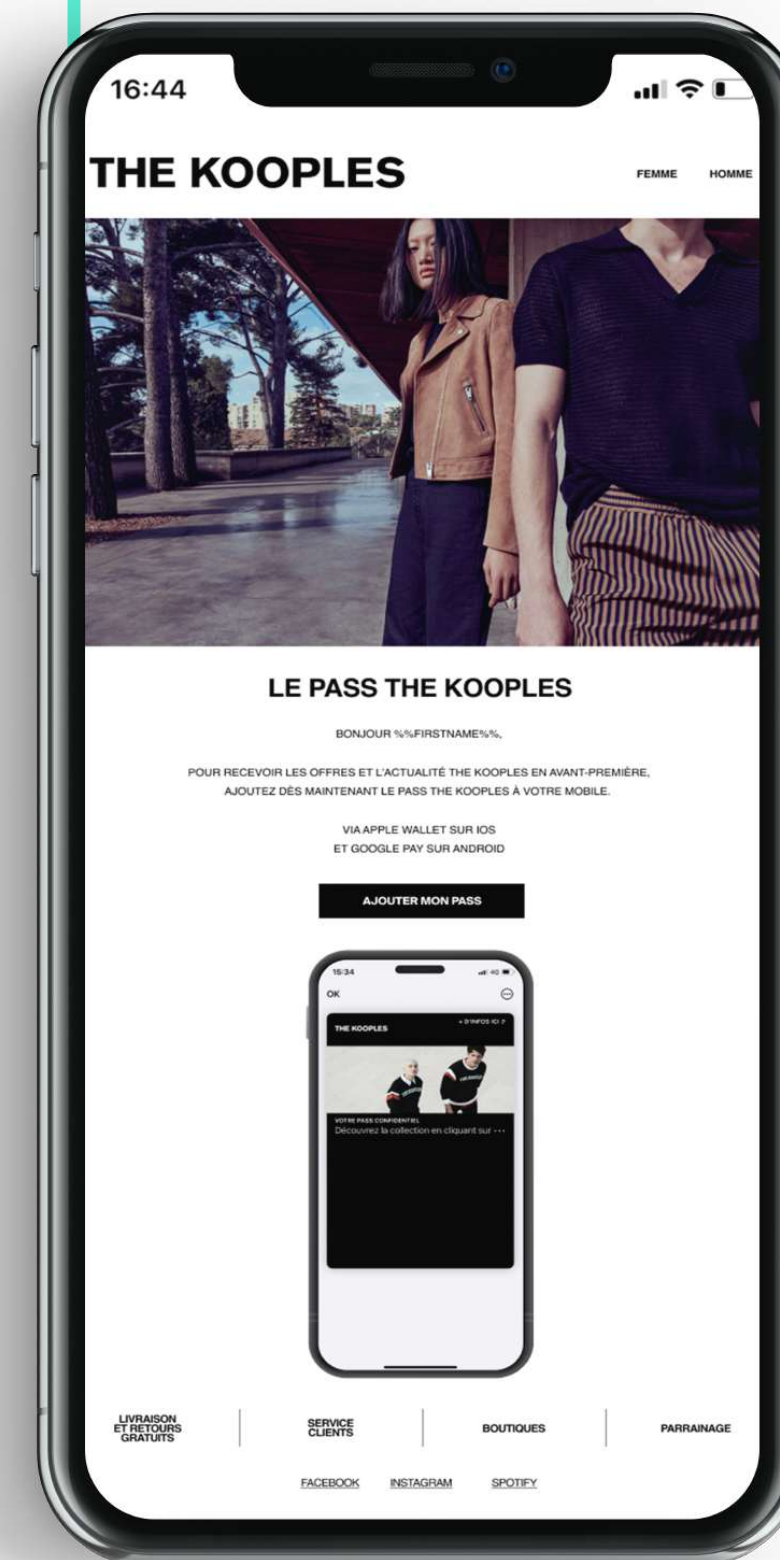 16:44
THE KOOPLES
FEMME HOMME
LE PASS THE KOOPLES
BONJOUR %%FIRSTNAME%%,
POUR RECEVOIR LES OFFRES ET L'ACTUALITÉ THE KOOPLES EN AVANT-PREMIÈRE,
AJOUTEZ DÈS MAINTENANT LE PASS THE KOOPLES À VOTRE MOBILE.
VIA APPLE WALLET SUR IOS
ET GOOGLE PAY SUR ANDROID
AJOUTER MON PASS
15:34 4G
OK
THE KOOPLES + D'INFOS ICI
VOTRE PASS CONFIDENTIEL
Découvrez la collection en cliquant sur ···
LIVRAISON
ET RETOURS
GRATUITS
SERVICE
CLIENTS
BOUTIQUES
PARRAINAGE
FACEBOOK INSTAGRAM SPOTIFY